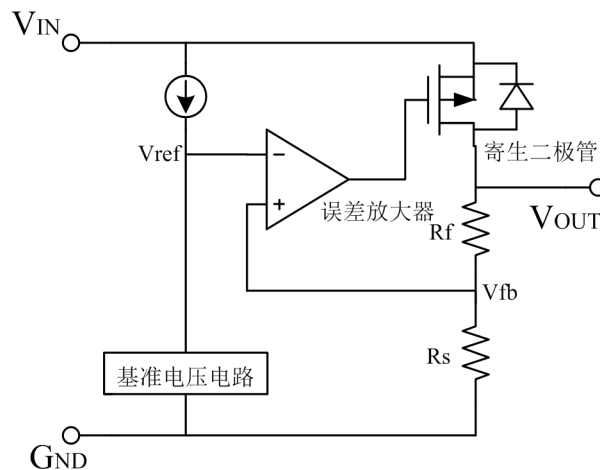 VIN
Vref
−
+
误差放大器
寄生二极管
VOUT
Rf
Vfb
Rs
基准电压电路
GND